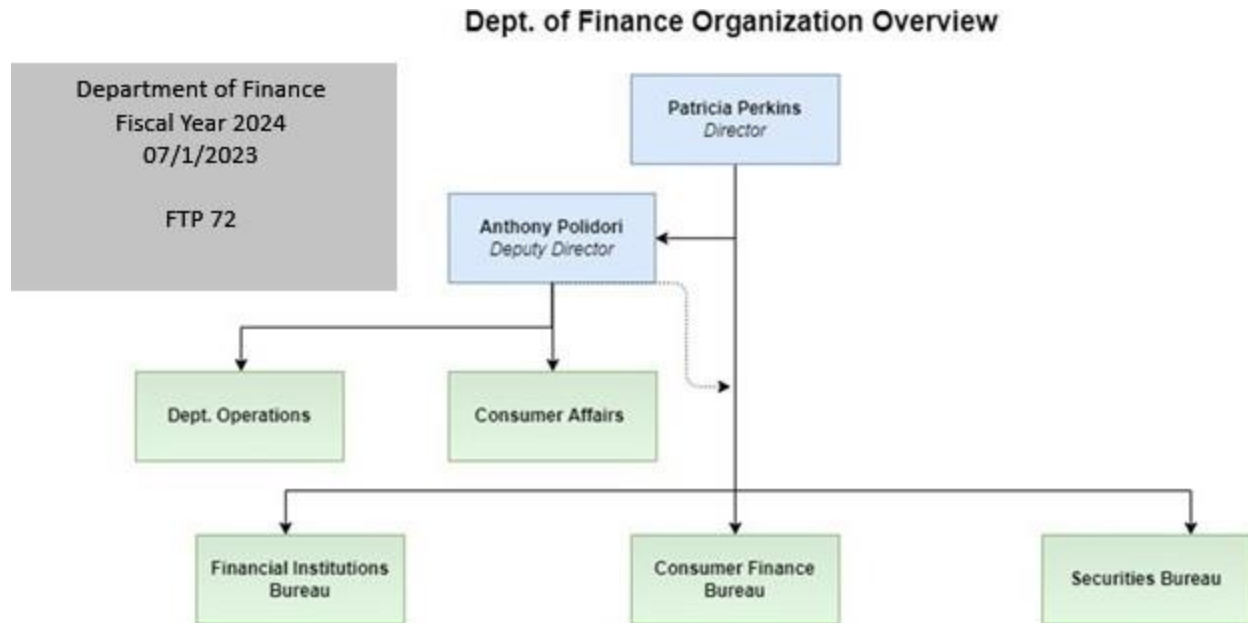 Dept. of Finance Organization Overview
Department of Finance
Fiscal Year 2024
07/1/2023
FTP 72
Patricia Perkins
Director
Anthony Polidori
Deputy Director
Dept. Operations
Consumer Affairs
Financial Institutions
Bureau
Consumer Finance
Bureau
Securities Bureau